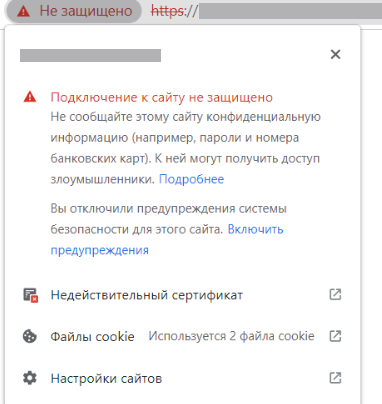 Не защищено https://
Подключение к сайту не защищено
Не сообщайте этому сайту конфиденциальную
информацию (например, пароли и номера
банковских карт). К ней могут получить доступ
злоумышленники. Подробнее
Вы отключили предупреждения системы
безопасности для этого сайта. Включить
предупреждения
Недействительный сертификат
Файлы cookie Используется 2 файла cookie
Настройки сайтов